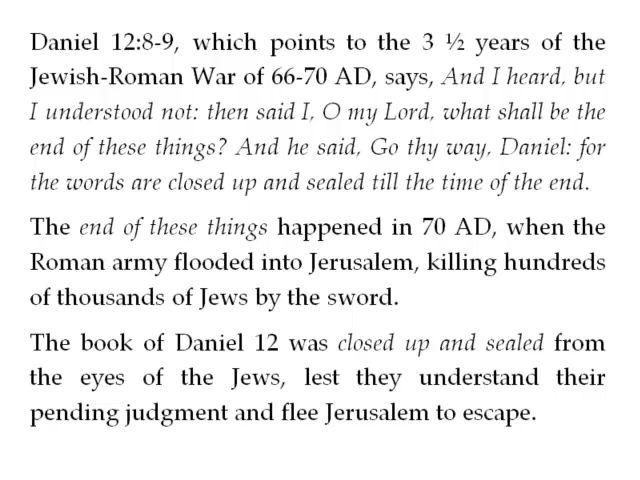 Daniel 12:8-9, which points to the 3 ½ years of the
Jewish-Roman War of 66-70 AD, says, And I heard, but
I understood not: then said I, O my Lord, what shall be the
end of these things? And he said, Go thy way, Daniel: for
the words are closed up and sealed till the time of the end.
The end of these things happened in 70 AD, when the
Roman army flooded into Jerusalem, killing hundreds
of thousands of Jews by the sword.
The book of Daniel 12 was closed up and sealed from
the eyes of the Jews, lest they understand their
pending judgment and flee Jerusalem to escape.